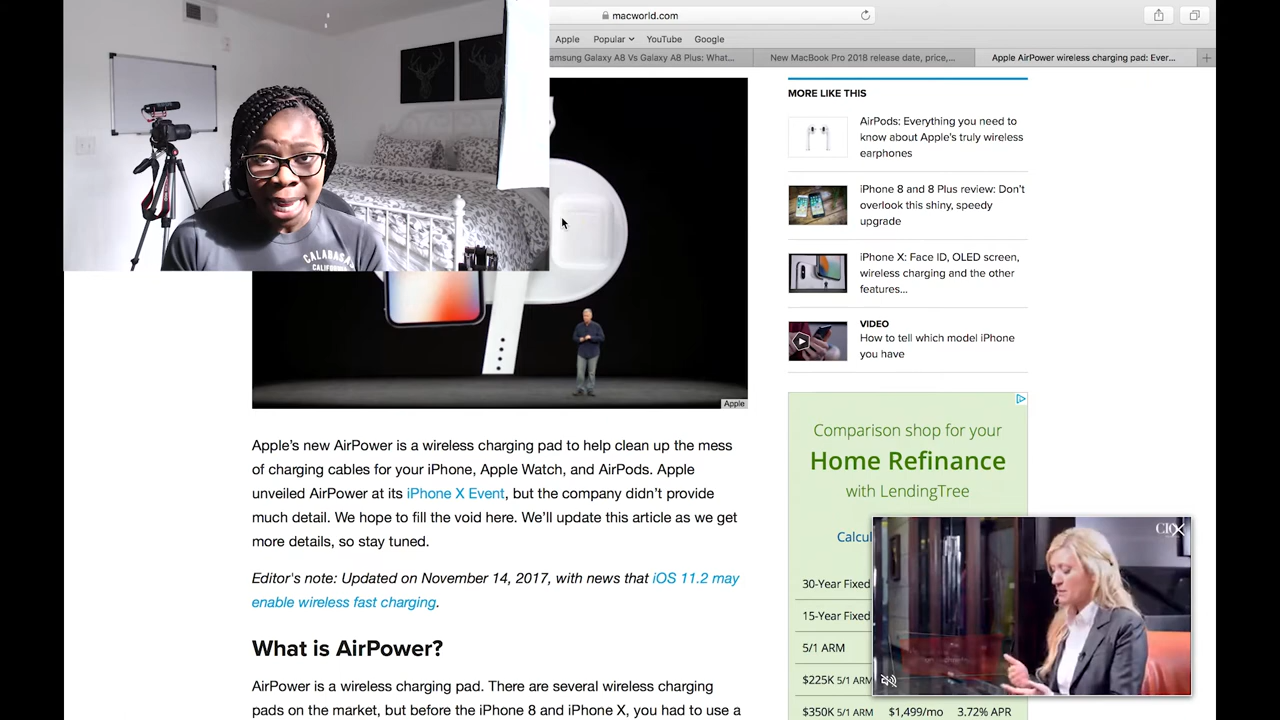 macworld.com
Apple Popular YouTube Google
amsung Galaxy A8 Vs Galaxy A8 Plus: What...
New MacBook Pro 2018 release date, price,...
Apple AirPower wireless charging pad: Ever...
CALABASAS
CALIFORNIA
Apple
Apple's new AirPower is a wireless charging pad to help clean up the mess
of charging cables for your iPhone, Apple Watch, and AirPods. Apple
unveiled AirPower at its iPhone X Event, but the company didn't provide
much detail. We hope to fill the void here. We'll update this article as we get
more details, so stay tuned.
Editor's note: Updated on November 14, 2017, with news that iOS 11.2 may
enable wireless fast charging.
What is AirPower?
AirPower is a wireless charging pad. There are several wireless charging
pads on the market, but before the iPhone 8 and iPhone X, you had to use a
MORE LIKE THIS
AirPods: Everything you need to
know about Apple's truly wireless
earphones
iPhone 8 and 8 Plus review: Don't
overlook this shiny, speedy
upgrade
iPhone X: Face ID, OLED screen,
wireless charging and the other
features...
VIDEO
How to tell which model iPhone
you have
Comparison shop for your
Home Refinance
with LendingTree
Calcul
CIO
30-Year Fixed
15-Year Fixed
5/1 ARM
$225K 5/1 ARM
$350K 5/1 ARM $1,499/mo 3.72% APR